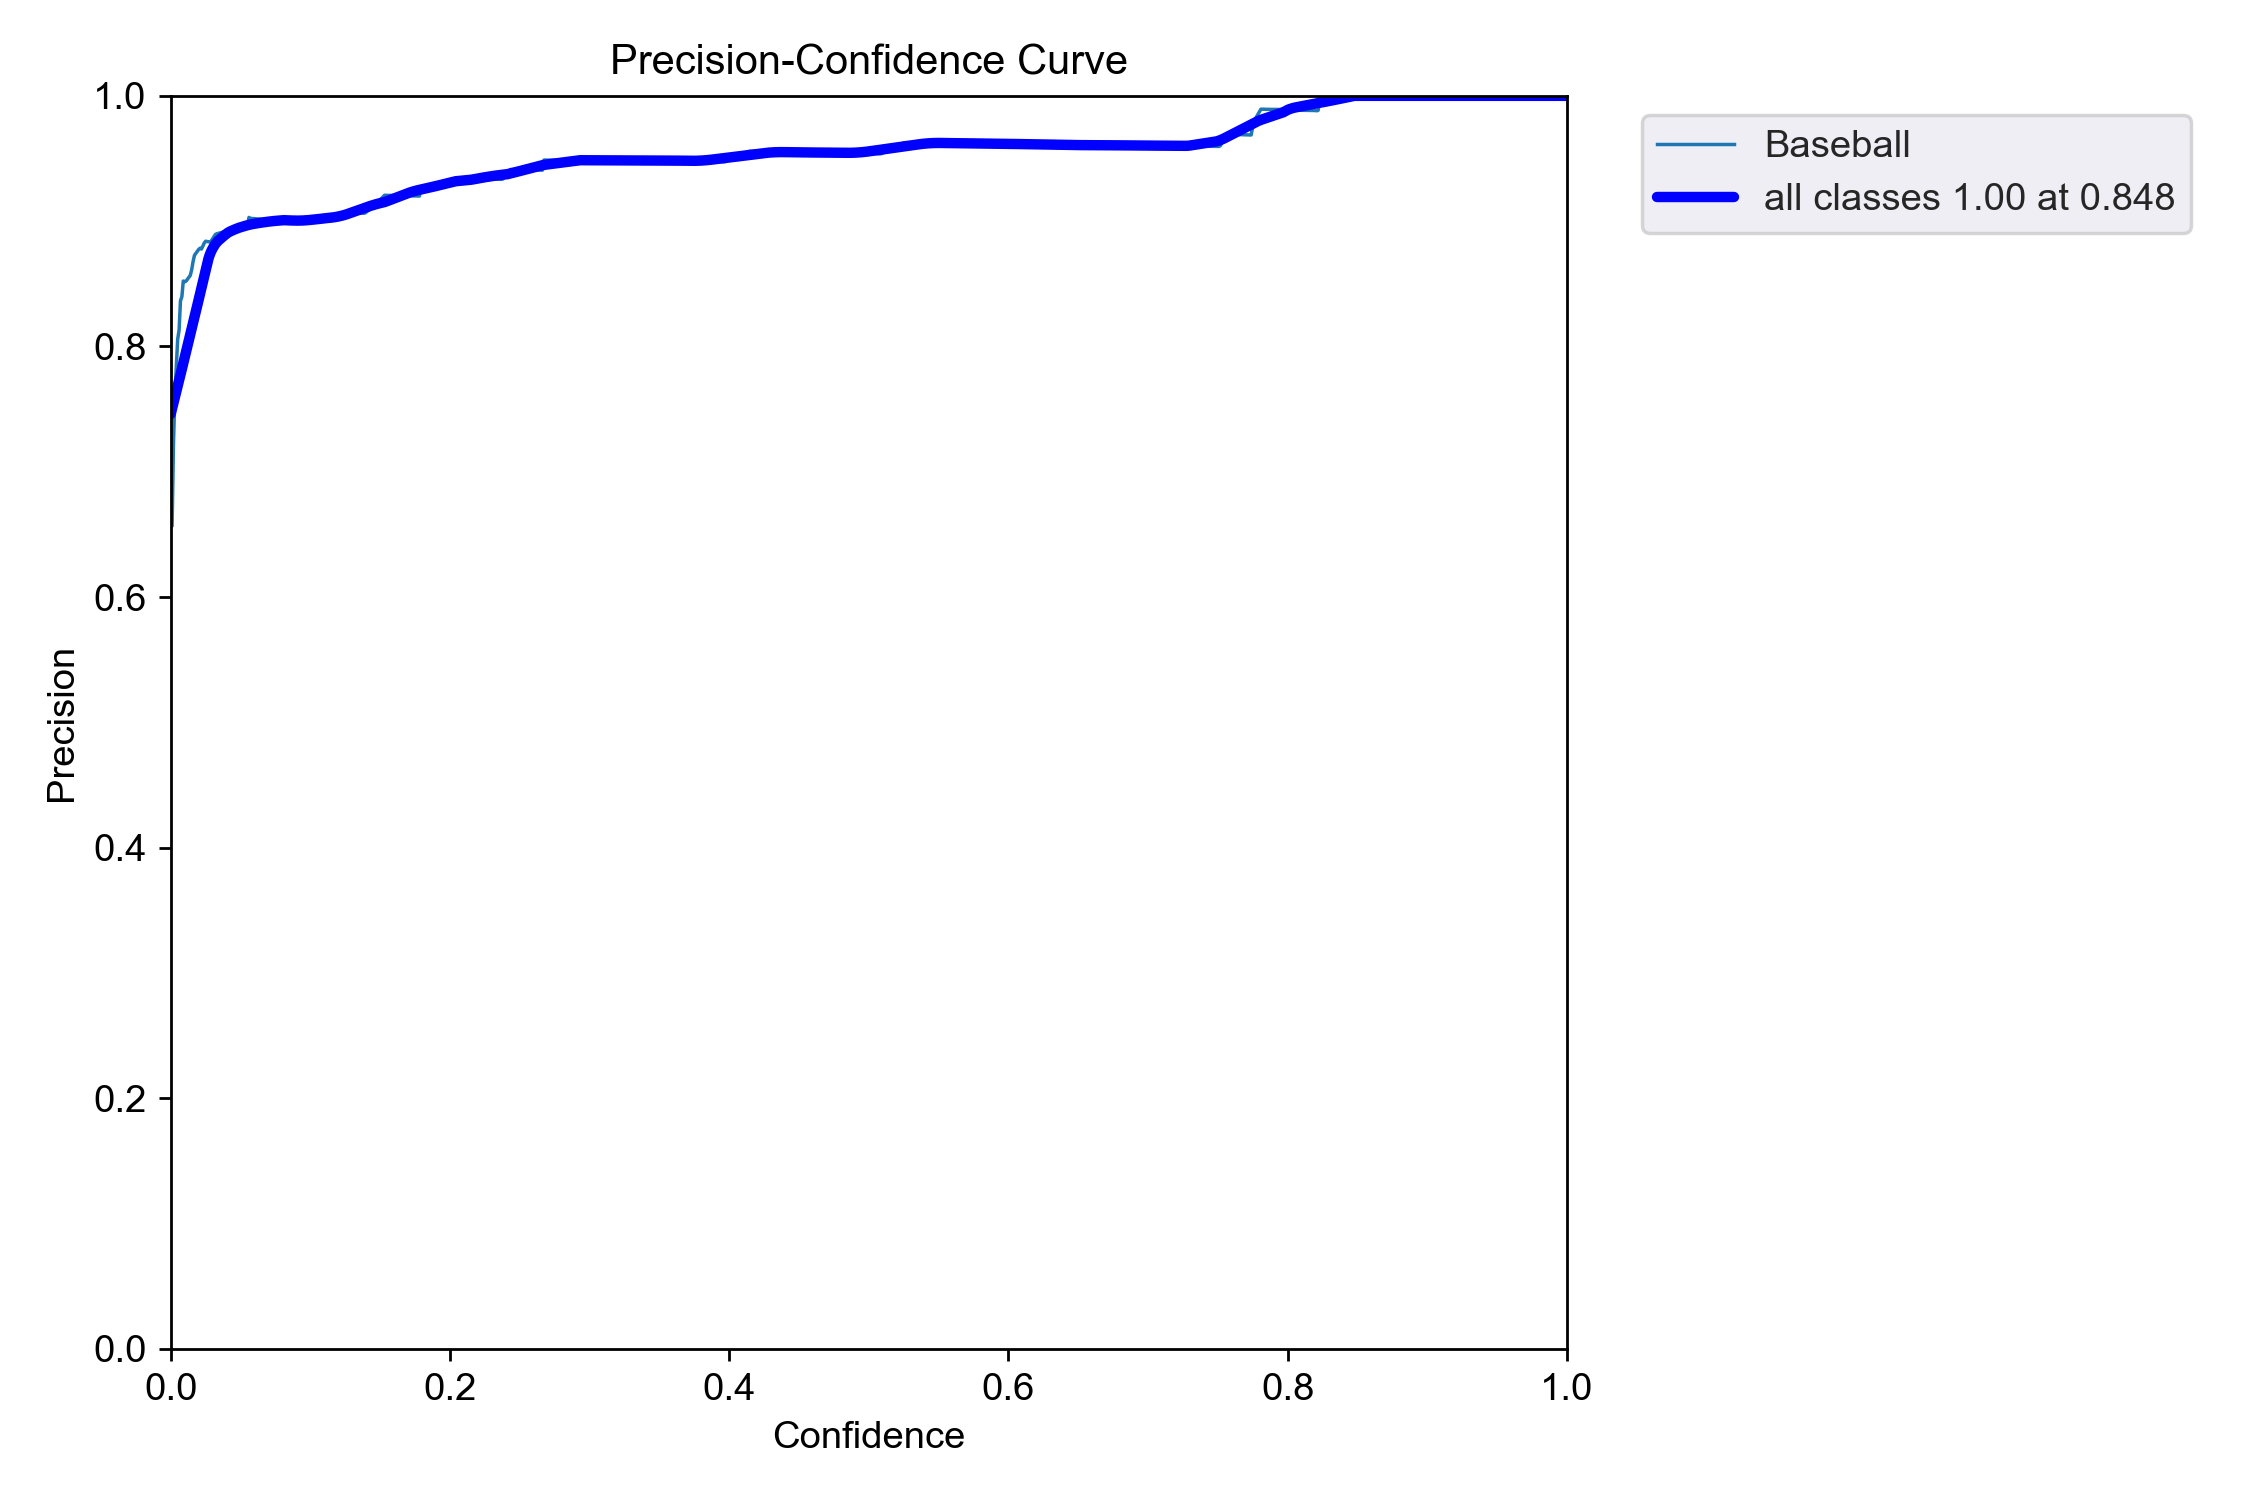 Precision-Confidence Curve
1.0
0.8
0.6
0.4
0.2
0.0
Precision
0.0 0.2 0.4 0.6 0.8 1.0
Confidence
Baseball
all classes 1.00 at 0.848